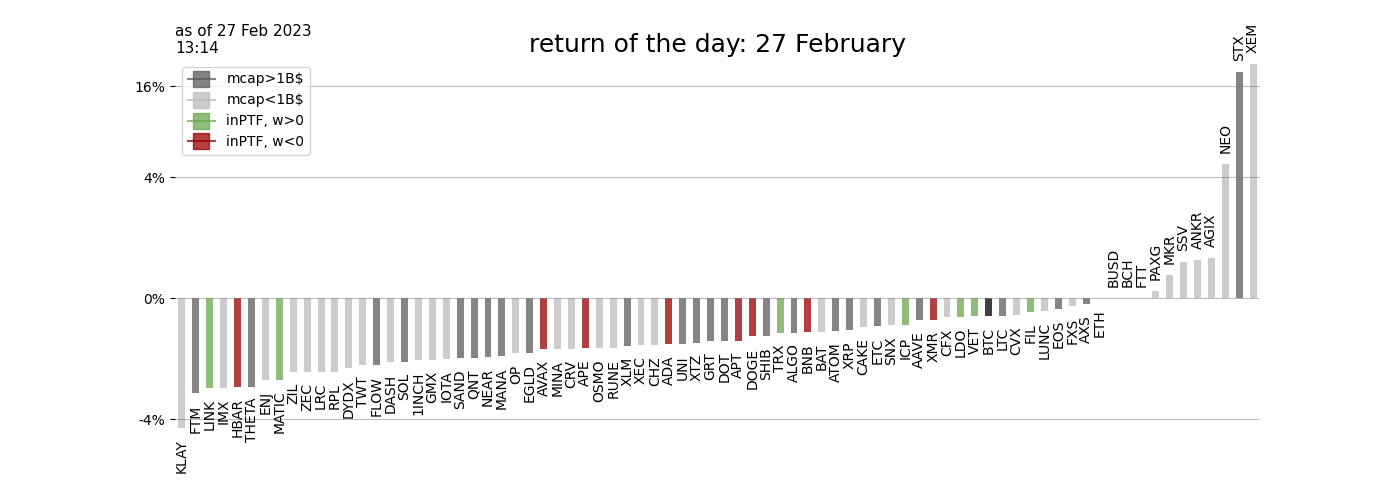 as of 27 Feb 2023
13:14
return of the day: 27 February
mcap>1B$
mcap<1B$
inPTF, w>0
inPTF, w<0
16%
4%
0%
-4%
KLAY
FTM
LINK
IMX
HBAR
THETA
ENJ
MATIC
ZIL
ZEC
LRC
RPL
DYDX
TWT
FLOW
DASH
SOL
1INCH
GMX
IOTA
SAND
QNT
NEAR
MANA
OP
EGLD
AVAX
MINA
CRV
APE
OSMO
RUNE
XLM
XEC
CHZ
ADA
UNI
XTZ
GRT
DOT
APT
DOGE
SHIB
TRX
ALGO
BNB
BAT
ATOM
XRP
CAKE
ETC
SNX
ICP
AAVE
XMR
CFX
LDO
VET
BTC
LTC
CVX
FIL
LUNC
EOS
FXS
AXS
ETH
BUSD
BCH
FTT
PAXG
MKR
SSV
ANKR
AGIX
NEO
STX
XEM